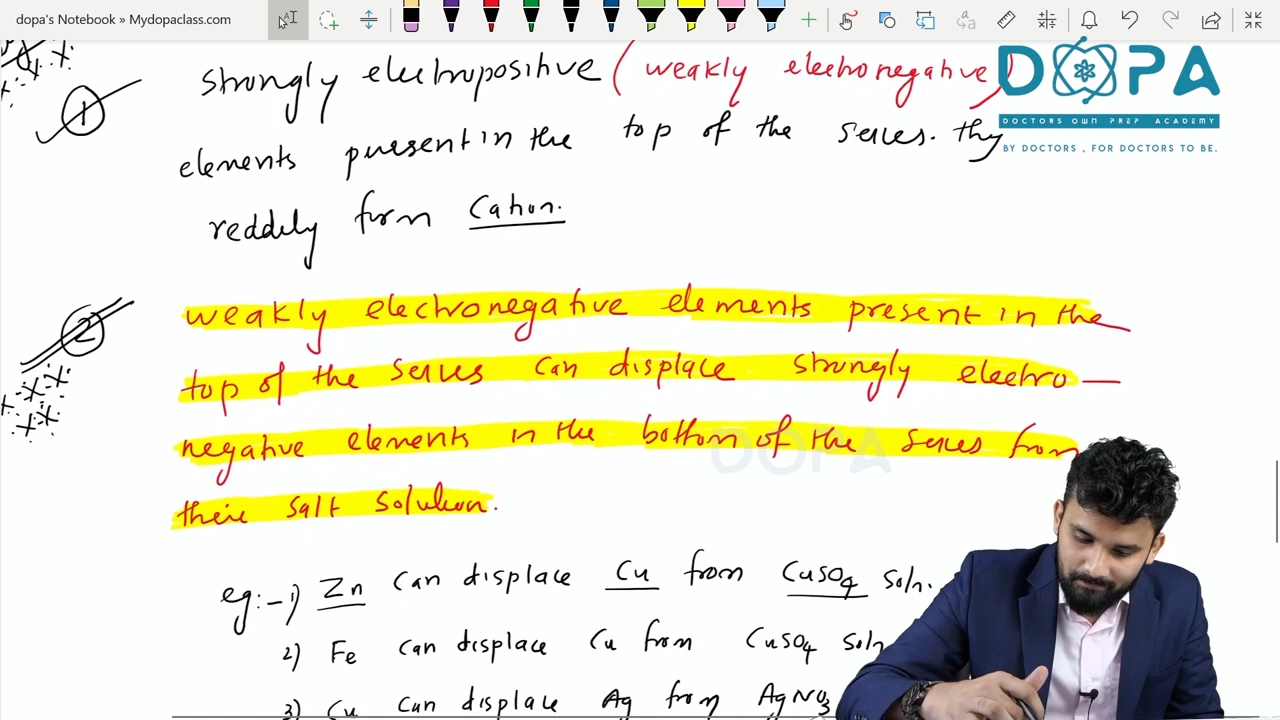 dopa's Notebook » Mydopaclass.com
DOPA
DOCTORS OWN PREP ACADEMY
BY DOCTORS , FOR DOCTORS TO BE.
1
strongly electropositive (weakly electronegative)
elements present in the top of the series. they
reddily form Cation.
2
weakly electronegative elements present in the
top of the series can displace strongly electro-
negative elements in the bottom of the series from
their salt solution.
DOPA
eg:- 1) Zn can displace Cu from CuSO4 soln.
2) Fe can displace Cu from CuSO4 soln
3) Cu can displace Ag from AgNO3